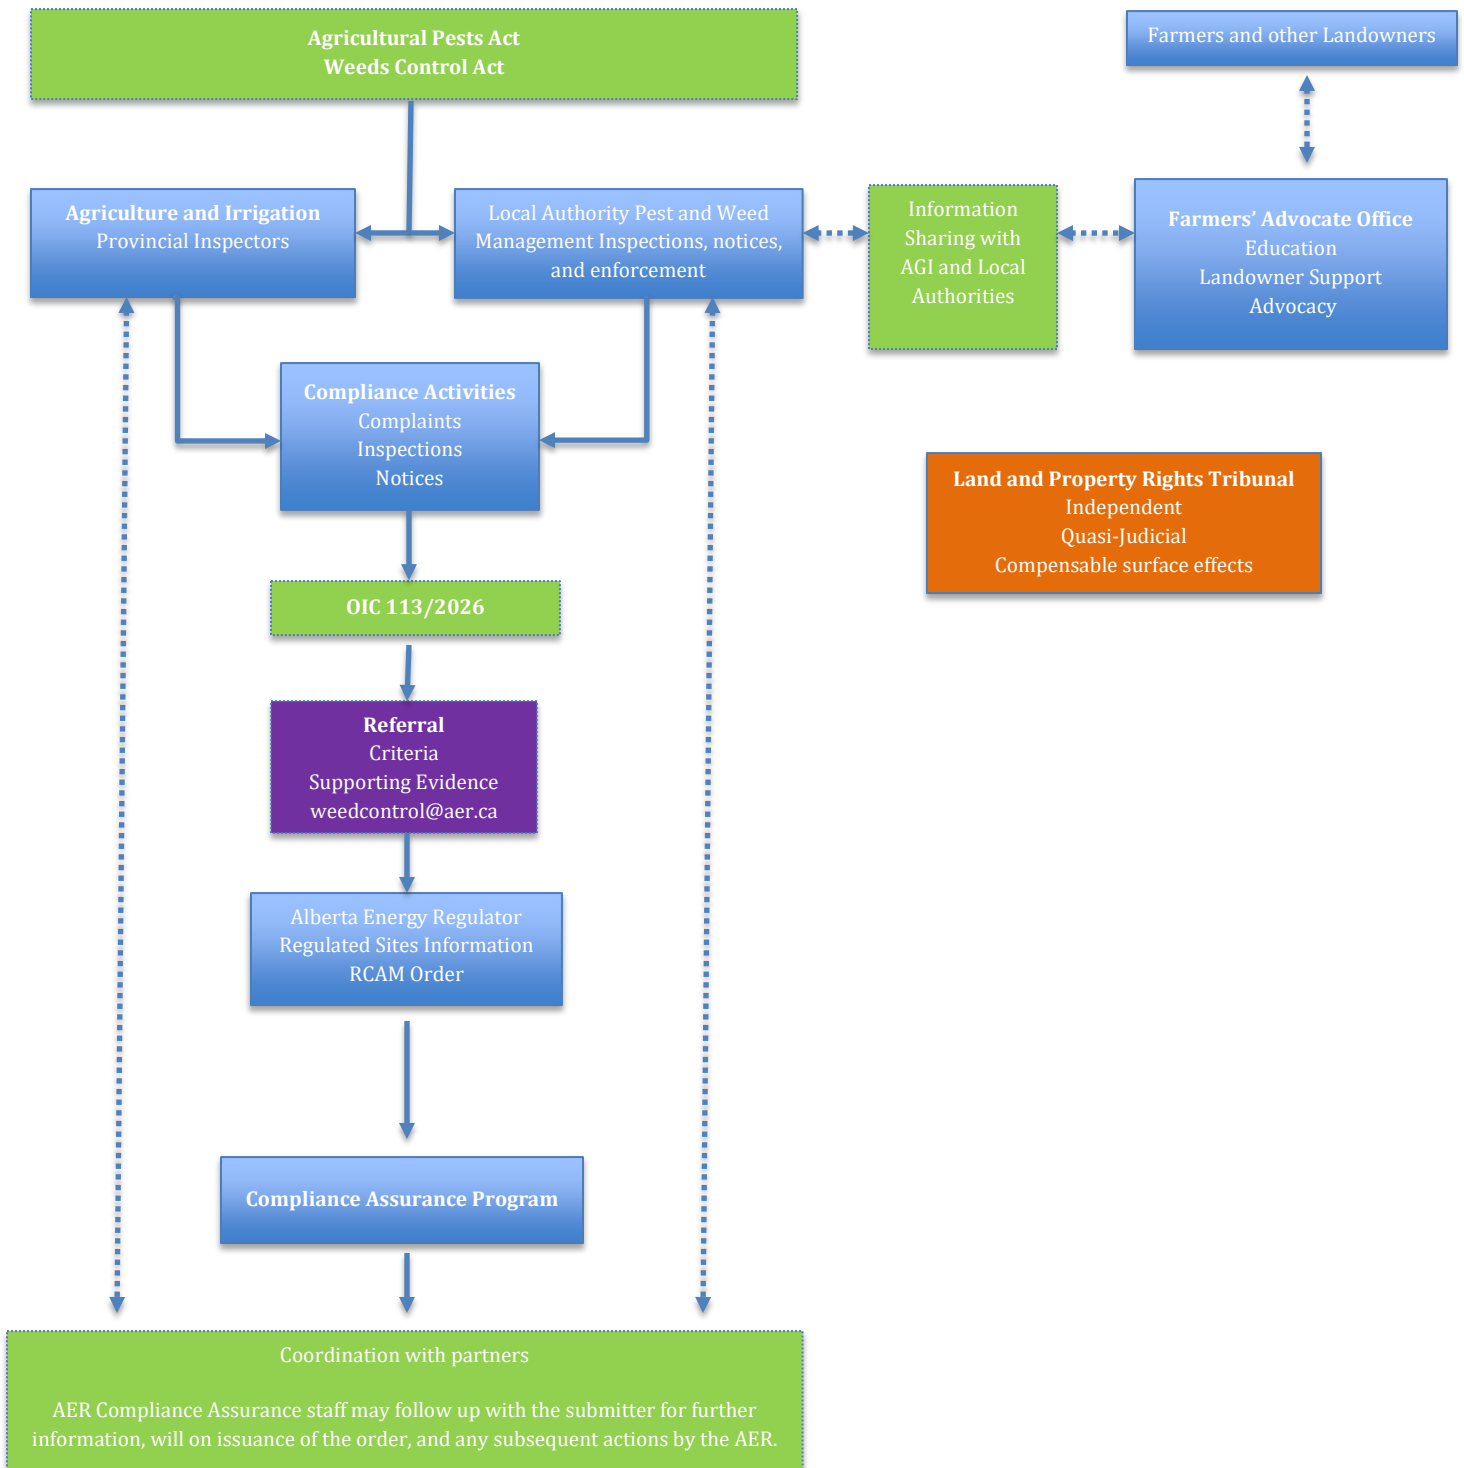 Agricultural Pests Act
Weeds Control Act
Farmers and other Landowners
Agriculture and Irrigation
Provincial Inspectors
Local Authority Pest and Weed
Management Inspections, notices,
and enforcement
Information
Sharing with
AGI and Local
Authorities
Farmers’ Advocate Office
Education
Landowner Support
Advocacy
Compliance Activities
Complaints
Inspections
Notices
Land and Property Rights Tribunal
Independent
Quasi-Judicial
Compensable surface effects
OIC 113/2026
Referral
Criteria
Supporting Evidence
weedcontrol@aer.ca
Alberta Energy Regulator
Regulated Sites Information
RCAM Order
Compliance Assurance Program
Coordination with partners
AER Compliance Assurance staff may follow up with the submitter for further
information, will on issuance of the order, and any subsequent actions by the AER.